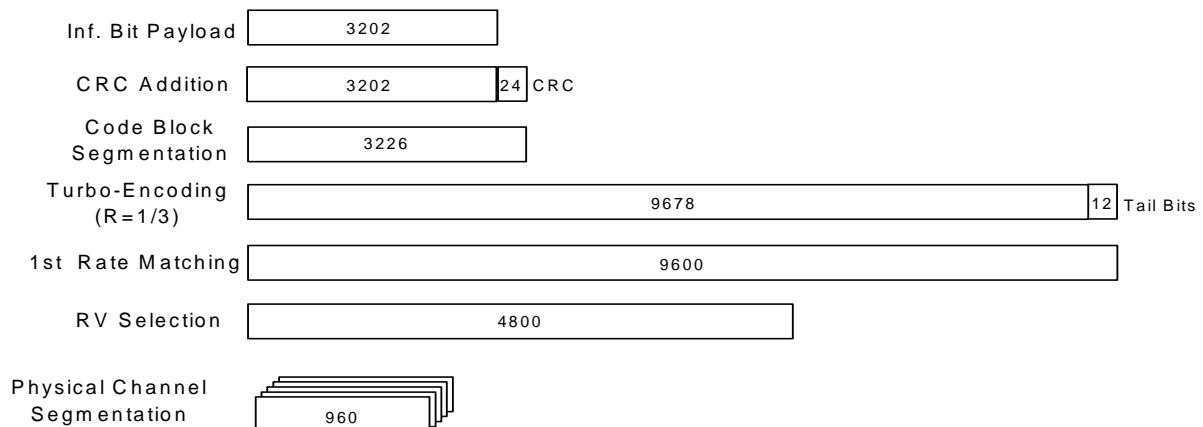 Inf. Bit Payload 3202
CRC Addition 3202 24 CRC
Code Block
Segmentation 3226
Turbo-Encoding
(R=1/3) 9678 12 Tail Bits
1st Rate Matching 9600
RV Selection 4800
Physical Channel
Segmentation 960